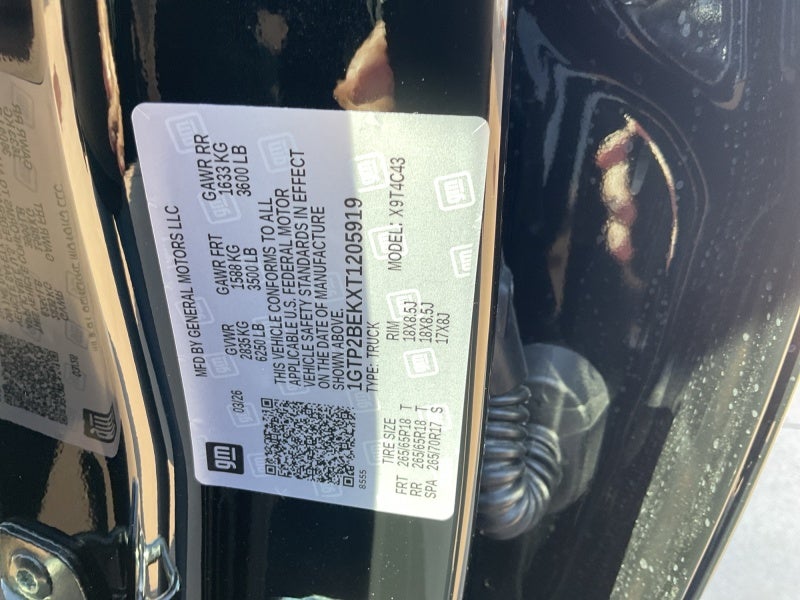 MFD BY GENERAL MOTORS LLC
03/26
GVWR GAWR FRT GAWR RR
2835 KG 1588 KG 1633 KG
6250 LB 3500 LB 3600 LB
THIS VEHICLE CONFORMS TO ALL
APPLICABLE U.S. FEDERAL MOTOR
VEHICLE SAFETY STANDARDS IN EFFECT
ON THE DATE OF MANUFACTURE
SHOWN ABOVE.
1GTP2BEKXT1205919
TYPE: TRUCK MODEL: X9T4C43
8555
TIRE SIZE RIM
FRT 265/65R18 T 18X8.5J
RR 265/65R18 T 18X8.5J
SPA 265/70R17 S 17X8J
gm